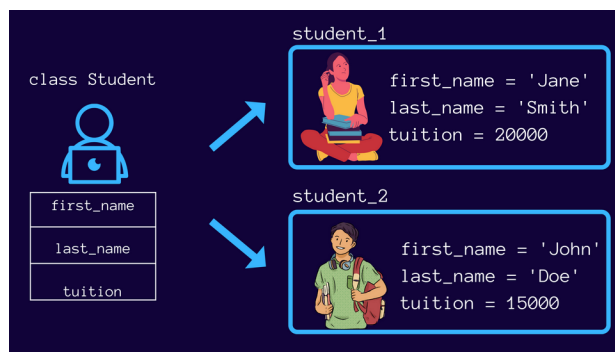 class Student
first_name
last_name
tuition
student_1
first_name = 'Jane'
last_name = 'Smith'
tuition = 20000
student_2
first_name = 'John'
last_name = 'Doe'
tuition = 15000